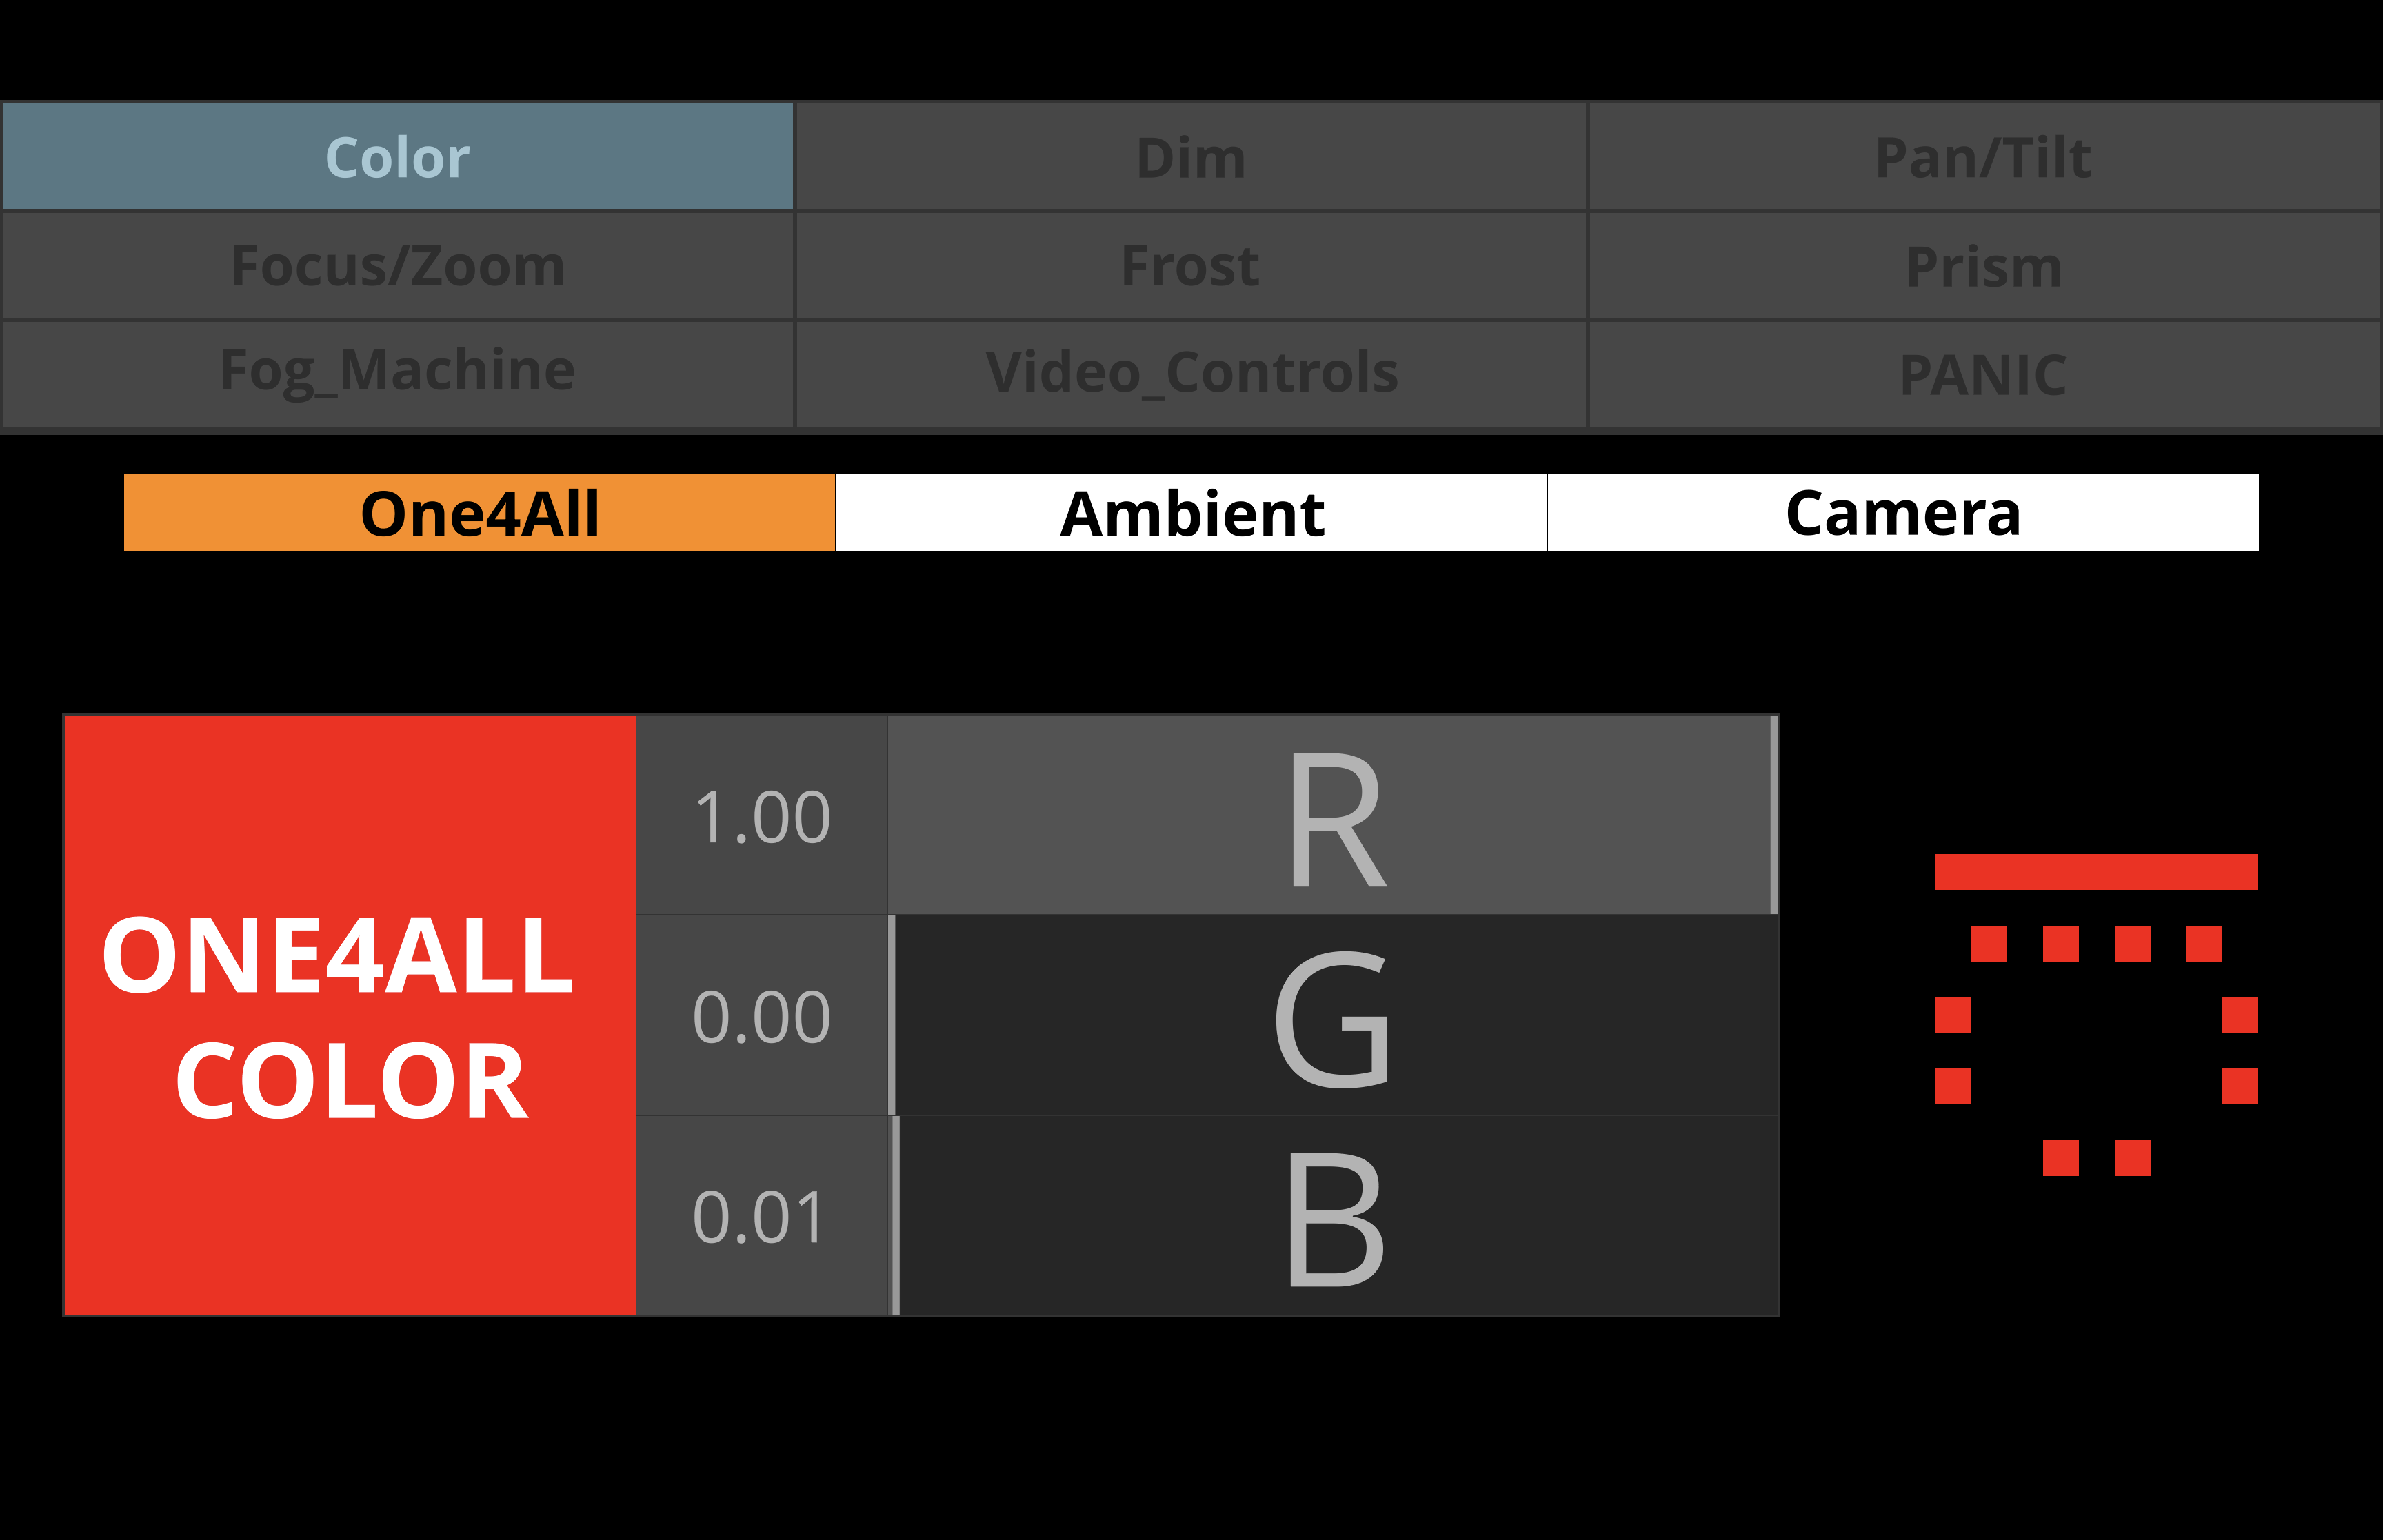 Color
Dim
Pan/Tilt
Focus/Zoom
Frost
Prism
Fog_Machine
Video_Controls
PANIC
One4All
Ambient
Camera
ONE4ALL
COLOR
1.00
R
0.00
G
0.01
B